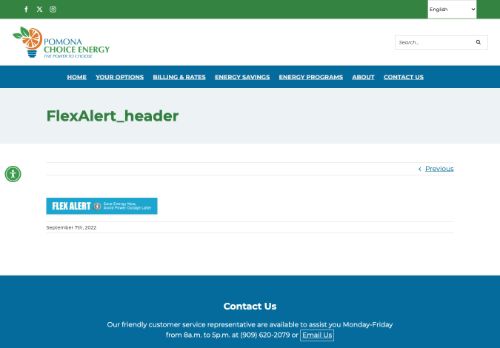 English
POMONA
CHOICE ENERGY
THE POWER TO CHOOSE
Search...
HOME YOUR OPTIONS BILLING & RATES ENERGY SAVINGS ENERGY PROGRAMS ABOUT CONTACT US
FlexAlert_header
Previous
FLEX ALERT Save Energy Now,
Avoid Power Outages Later
September 7th, 2022
Contact Us
Our friendly customer service representative are available to assist you Monday-Friday
from 8a.m. to 5p.m. at (909) 620-2079 or Email Us